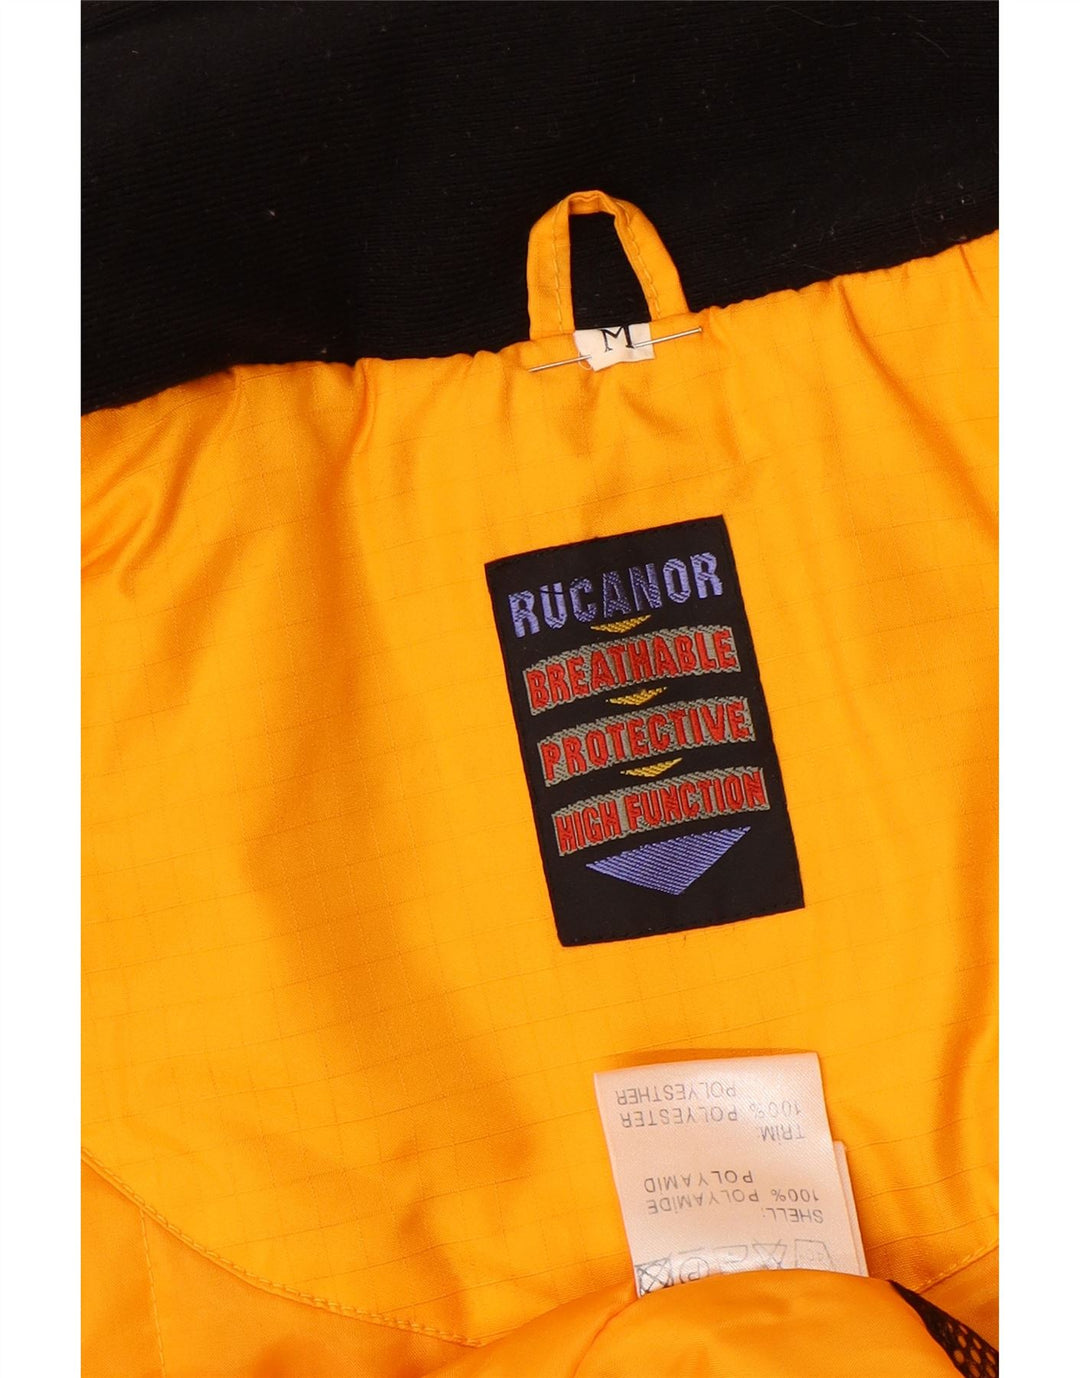 M
RUCANOR
BREATHABLE
PROTECTIVE
HIGH FUNCTION
SHELL:
100% POLYAMIDE
POLYAMID
TRIM:
100% POLYESTER
POLYESTHER